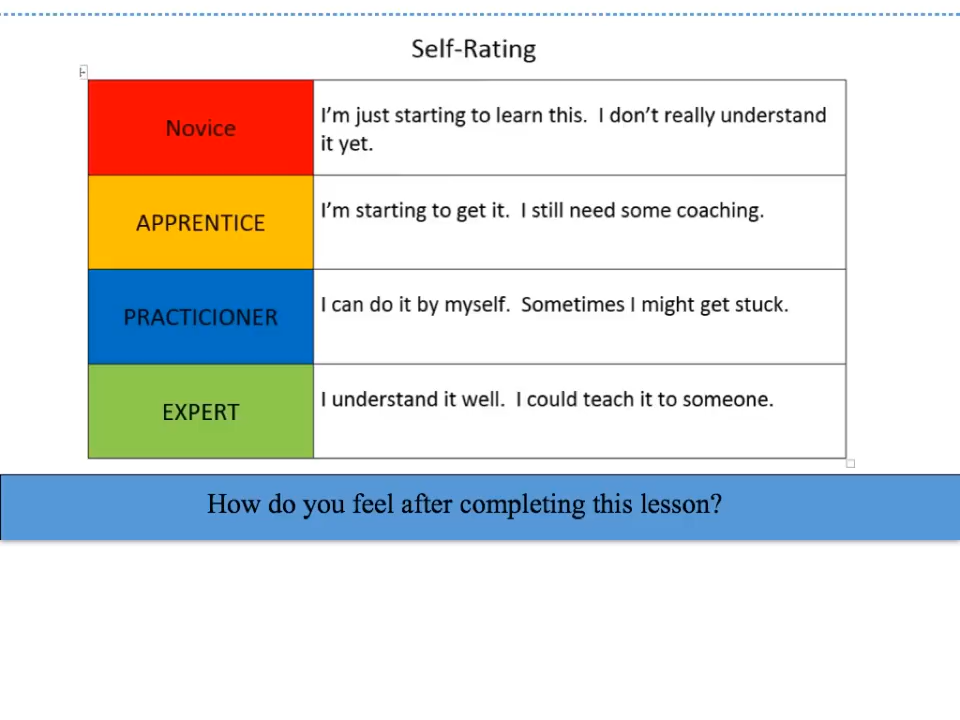 Self-Rating
Novice
I'm just starting to learn this.  I don't really understand
it yet.
APPRENTICE
I'm starting to get it.  I still need some coaching.
PRACTICIONER
I can do it by myself.  Sometimes I might get stuck.
EXPERT
I understand it well.  I could teach it to someone.
How do you feel after completing this lesson?